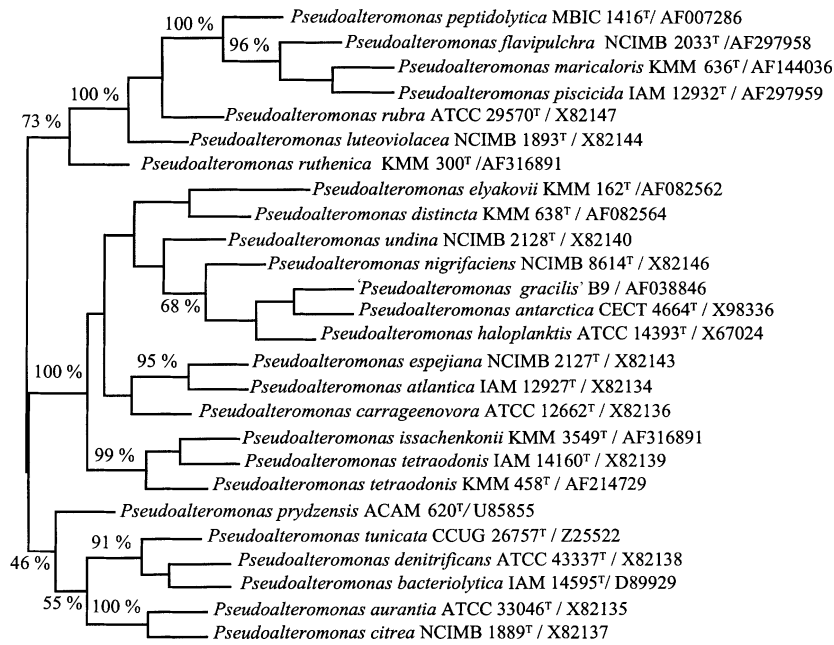 100 %
Pseudoalteromonas peptidolytica MBIC 1416ᵀ/ AF007286
96 %
Pseudoalteromonas flavipulchra NCIMB 2033ᵀ /AF297958
Pseudoalteromonas maricaloris KMM 636ᵀ / AF144036
100 %
Pseudoalteromonas piscicida IAM 12932ᵀ / AF297959
73 %
Pseudoalteromonas rubra ATCC 29570ᵀ / X82147
Pseudoalteromonas luteoviolacea NCIMB 1893ᵀ / X82144
Pseudoalteromonas ruthenica KMM 300ᵀ /AF316891
Pseudoalteromonas elyakovii KMM 162ᵀ /AF082562
Pseudoalteromonas distincta KMM 638ᵀ / AF082564
Pseudoalteromonas undina NCIMB 2128ᵀ / X82140
Pseudoalteromonas nigrifaciens NCIMB 8614ᵀ / X82146
'Pseudoalteromonas gracilis' B9 / AF038846
68 %
Pseudoalteromonas antarctica CECT 4664ᵀ / X98336
Pseudoalteromonas haloplanktis ATCC 14393ᵀ / X67024
95 %
Pseudoalteromonas espejiana NCIMB 2127ᵀ / X82143
100 %
Pseudoalteromonas atlantica IAM 12927ᵀ / X82134
Pseudoalteromonas carrageenovora ATCC 12662ᵀ / X82136
Pseudoalteromonas issachenkonii KMM 3549ᵀ / AF316891
99 %
Pseudoalteromonas tetraodonis IAM 14160ᵀ / X82139
Pseudoalteromonas tetraodonis KMM 458ᵀ / AF214729
Pseudoalteromonas prydzensis ACAM 620ᵀ/ U85855
91 %
Pseudoalteromonas tunicata CCUG 26757ᵀ / Z25522
46 %
Pseudoalteromonas denitrificans ATCC 43337ᵀ / X82138
Pseudoalteromonas bacteriolytica IAM 14595ᵀ/ D89929
55 %
100 %
Pseudoalteromonas aurantia ATCC 33046ᵀ / X82135
Pseudoalteromonas citrea NCIMB 1889ᵀ / X82137